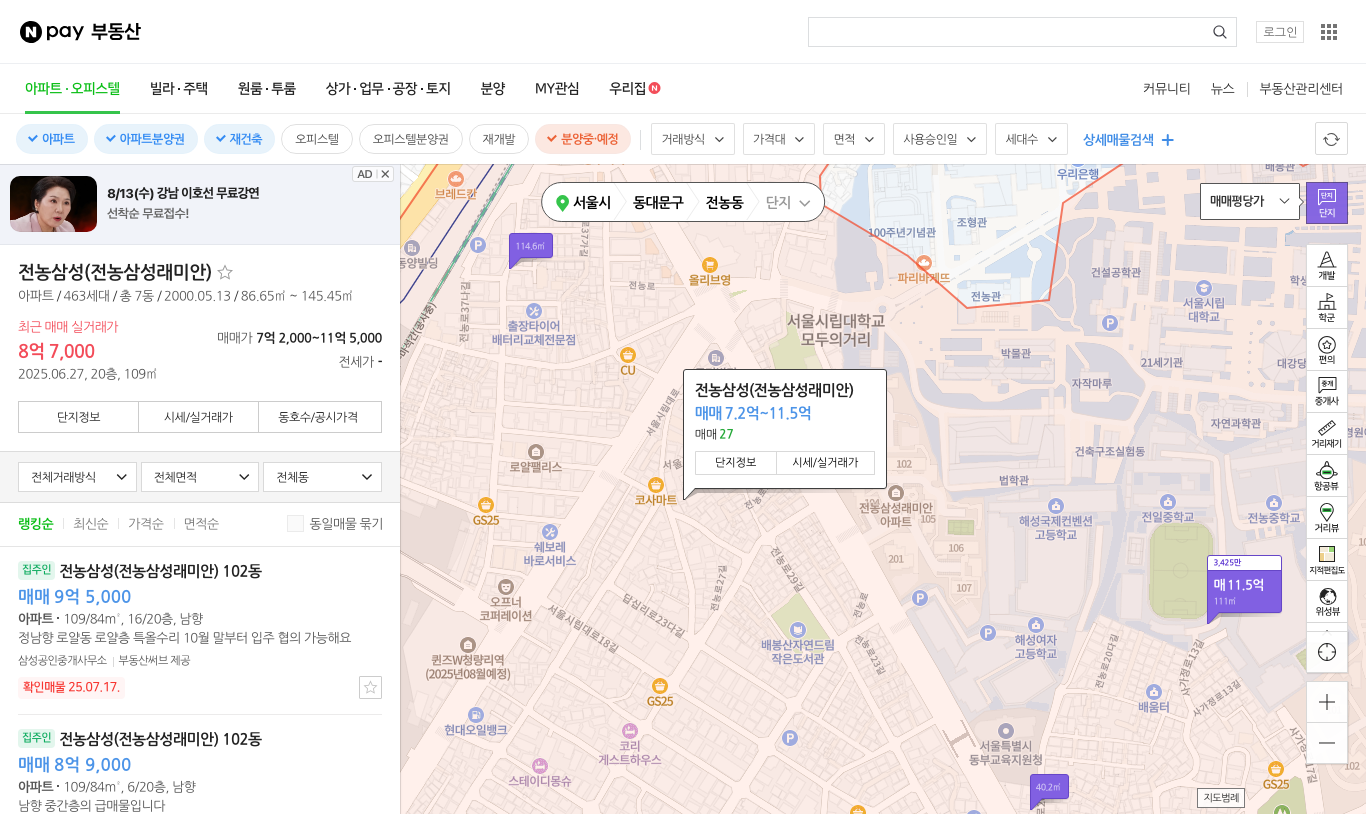 N pay 부동산
로그인
아파트·오피스텔
빌라·주택
원룸·투룸
상가·업무·공장·토지
분양
MY관심
우리집 N
커뮤니티
뉴스
부동산관리센터
아파트
아파트분양권
재건축
오피스텔
오피스텔분양권
재개발
분양중·예정
거래방식
가격대
면적
사용승인일
세대수
상세매물검색
AD
8/13(수) 강남 이호선 무료강연
선착순 무료접수!
전농삼성(전농삼성래미안)
아파트 / 463세대 / 총 7동 / 2000.05.13 / 86.65㎡ ~ 145.45㎡
최근 매매 실거래가
8억 7,000
2025.06.27, 20층, 109㎡
매매가 7억 2,000~11억 5,000
전세가 -
단지정보
시세/실거래가
동호수/공시가격
전체거래방식
전체면적
전체동
랭킹순
최신순
가격순
면적순
동일매물 묶기
집주인 전농삼성(전농삼성래미안) 102동
매매 9억 5,000
아파트 · 109/84㎡, 16/20층, 남향
정남향 로얄동 로얄층 특올수리 10월 말부터 입주 협의 가능해요
삼성공인중개사무소
부동산써브 제공
확인매물 25.07.17.
집주인 전농삼성(전농삼성래미안) 102동
매매 8억 9,000
아파트 · 109/84㎡, 6/20층, 남향
남향 중간층의 급매물입니다
서울시
동대문구
전농동
단지
매매평당가
단지
단지
개발
학군
편의
중개
중개사
거리재기
항공뷰
거리뷰
지적편집도
위성뷰
지도범례
브레드칸
우리은행
100주년기념관
조형관
동양빌딩
P
114.6㎡
올리브영
파리바게뜨
전농관
건설공학관
전농로
전농로37나길
출장타이어
배터리교체전문점
서울시립대학교
모두의거리
서울시립
대학교
P
CU
박물관
21세기관
자작마루
자연과학관
전농삼성(전농삼성래미안)
매매 7.2억~11.5억
매매 27
단지정보
시세/실거래가
서울시립대로
로얄팰리스
건축구조실험동
102
법학관
코사마트
GS25
전농삼성래미안
아파트
105
해성국제컨벤션
고등학교
전일중학교
전농중학교
쉐보레
바로서비스
106
201
107
3,425만
매 11.5억
111㎡
오프너
코퍼레이션
전농로27길
전농로29길
전농로
P
답십리로23다길
서울시립대로18길
배봉산자연드림
작은도서관
P
해성여자
고등학교
퀸즈W청량리역
(2025년08월예정)
전농로23길
전농로20다길
사가정로13길
GS25
배움터
사가정로15길
현대오일뱅크
코리
게스트하우스
P
서울특별시
동부교육지원청
스테이디몽슈
40.2㎡
GS25
102